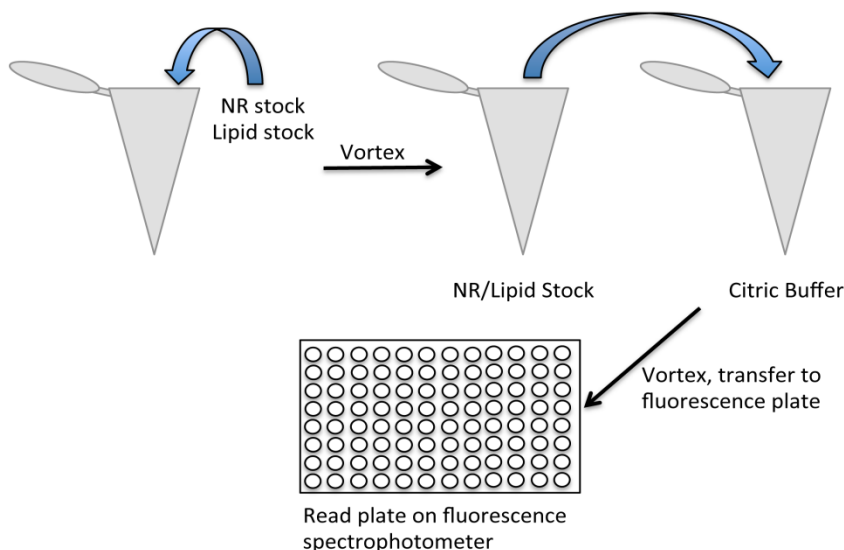 NR stock
Lipid stock
Vortex
NR/Lipid Stock
Citric Buffer
Vortex, transfer to
fluorescence plate
Read plate on fluorescence
spectrophotometer